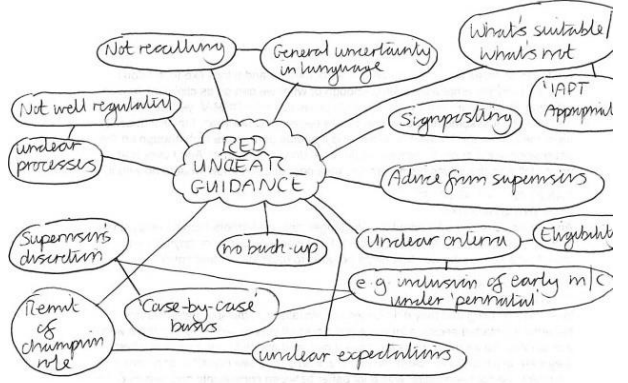 Not recalling
General uncertainty
in language
What's suitable/
What's not
'IAPT
Appropriat
Not well regulated
unclear
processes
RED
UNCLEAR
GUIDANCE
Signposting
Advice from supervisors
Supervisor's
discretion
no back-up
Unclear criteria
Eligibility
e.g inclusion of early m/c
under 'perinatal'
Remit
of
champion
role
'Case-by-case'
basis
unclear expectations